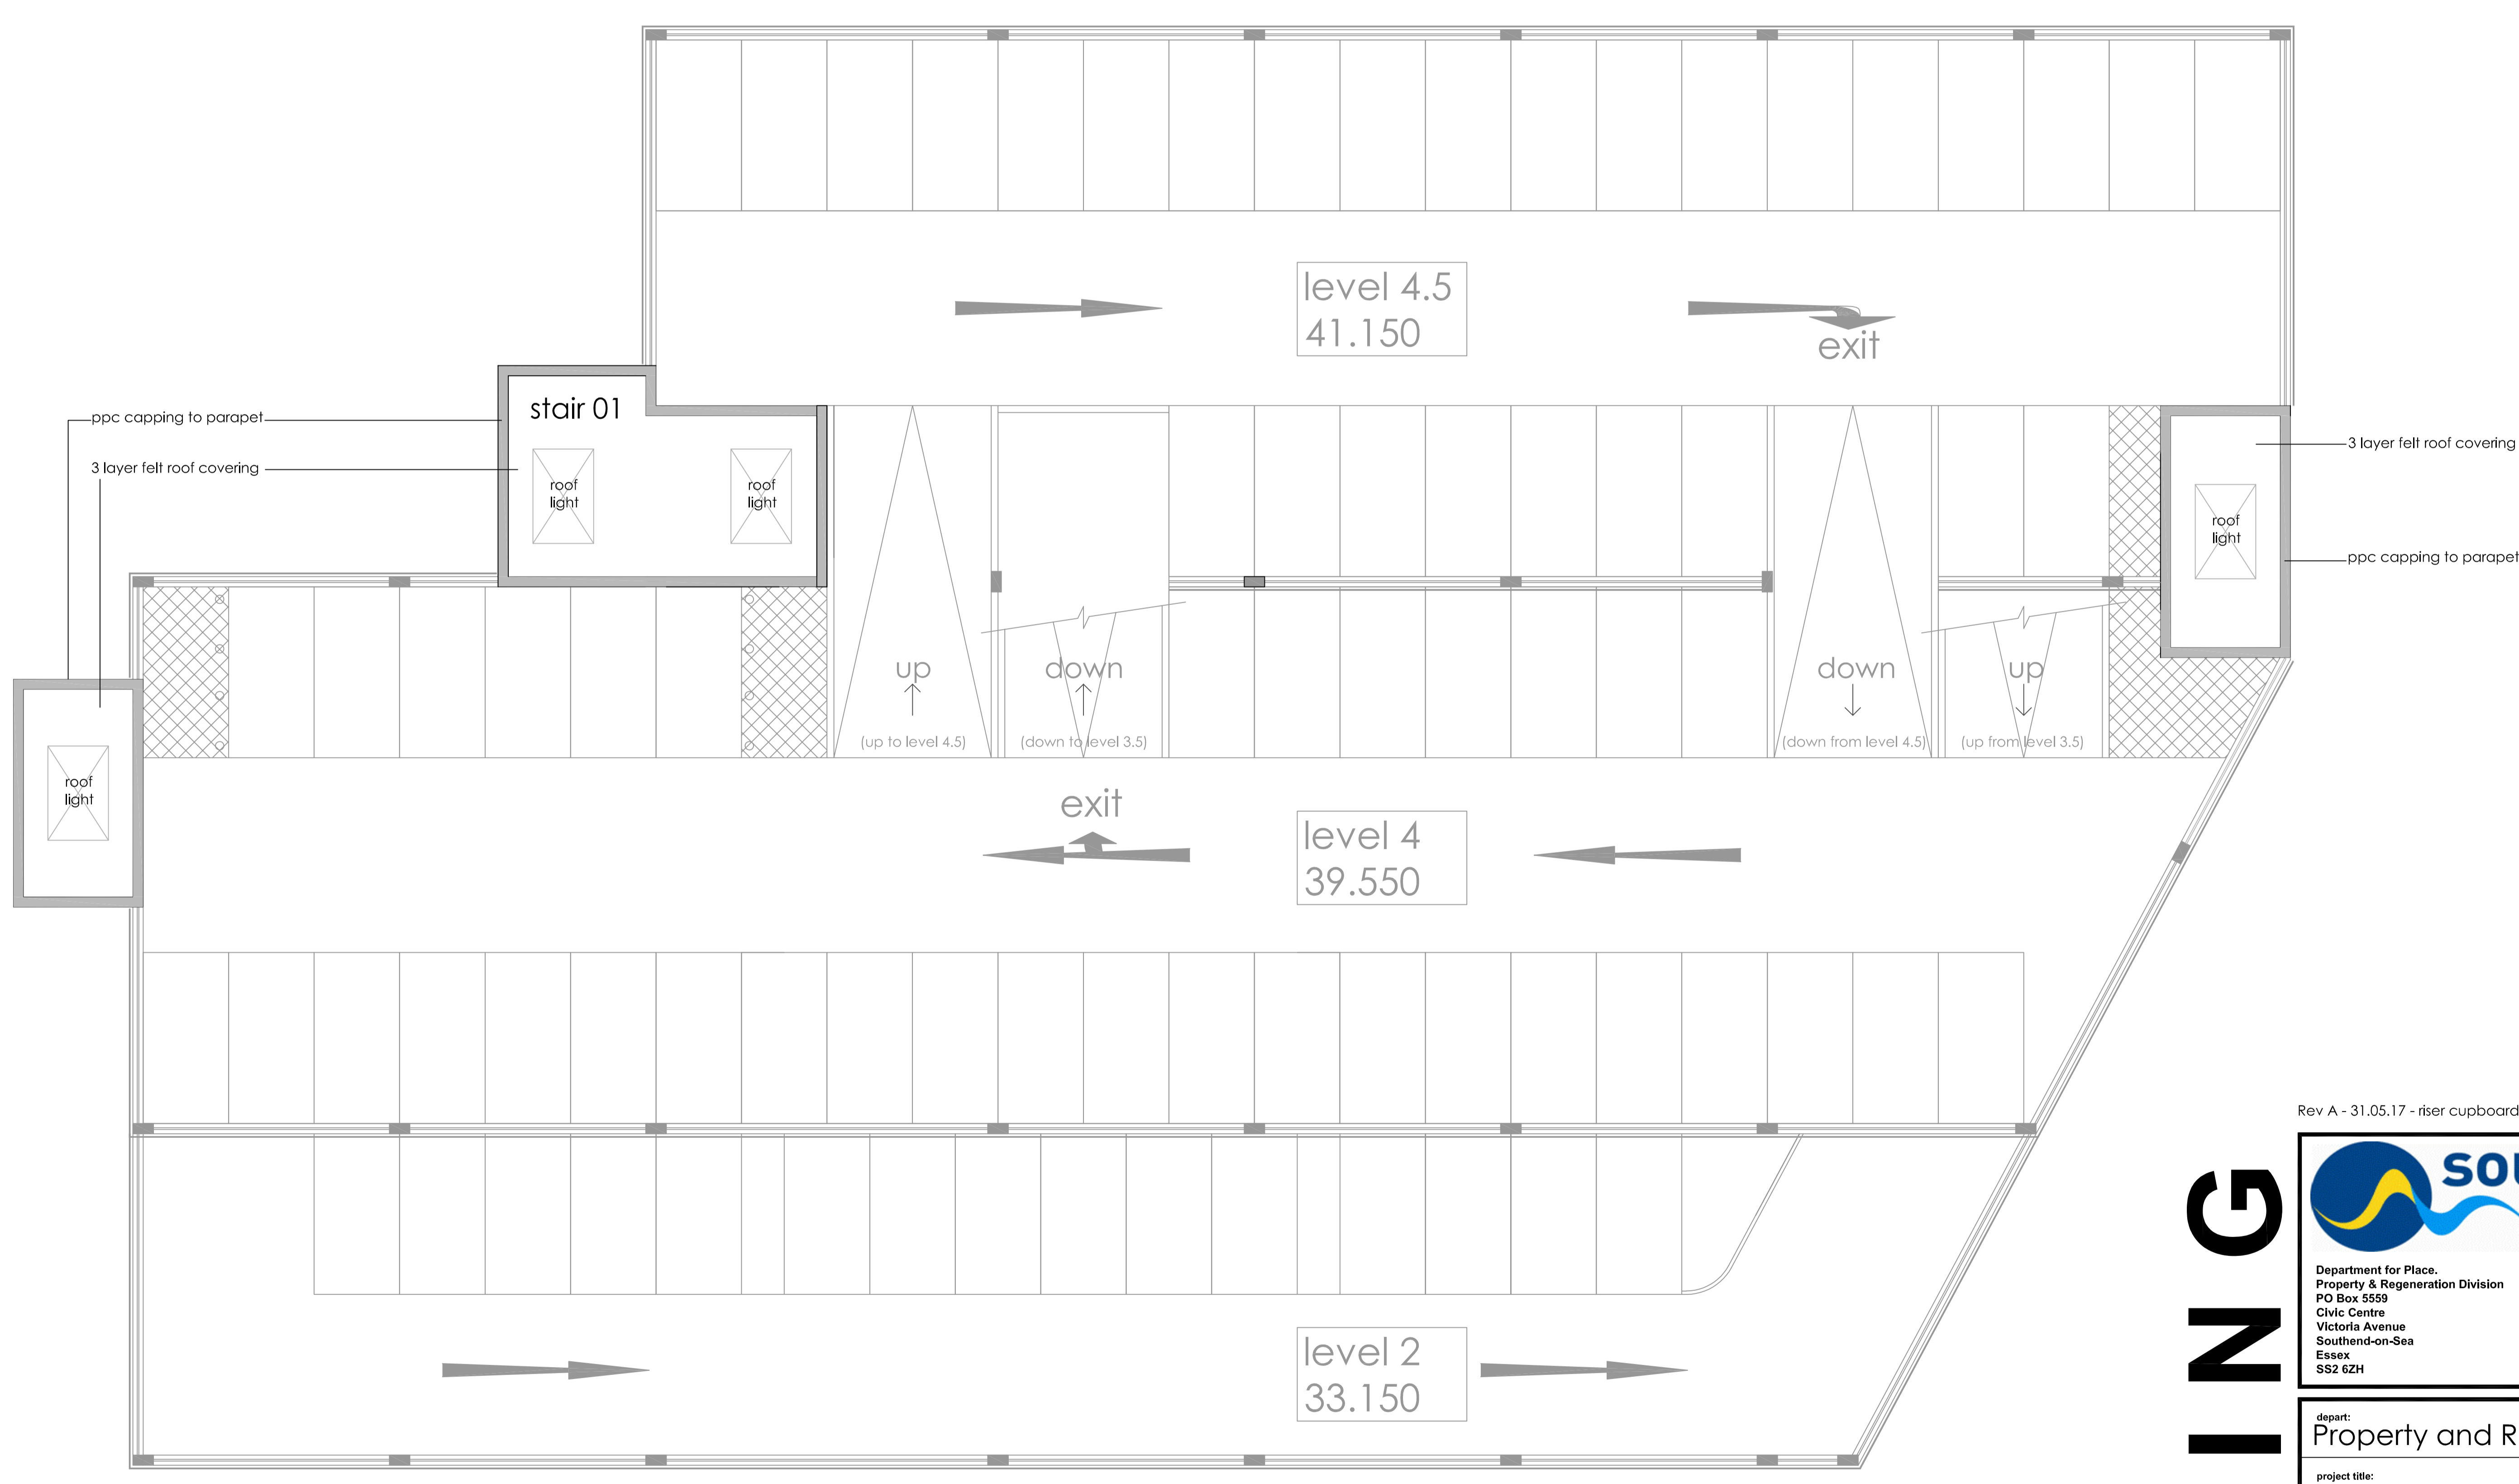 level 4.5
41.150
exit
stair 01
ppc capping to parapet
3 layer felt roof covering
roof
light
roof
light
3 layer felt roof covering
roof
light
ppc capping to parapet
up
(up to level 4.5)
down
(down to level 3.5)
down
(down from level 4.5)
up
(up from level 3.5)
roof
light
exit
level 4
39.550
level 2
33.150
I N G
Rev A - 31.05.17 - riser cupboard
SOU
Department for Place.
Property & Regeneration Division
PO Box 5559
Civic Centre
Victoria Avenue
Southend-on-Sea
Essex
SS2 6ZH
depart:
Property and R
project title: